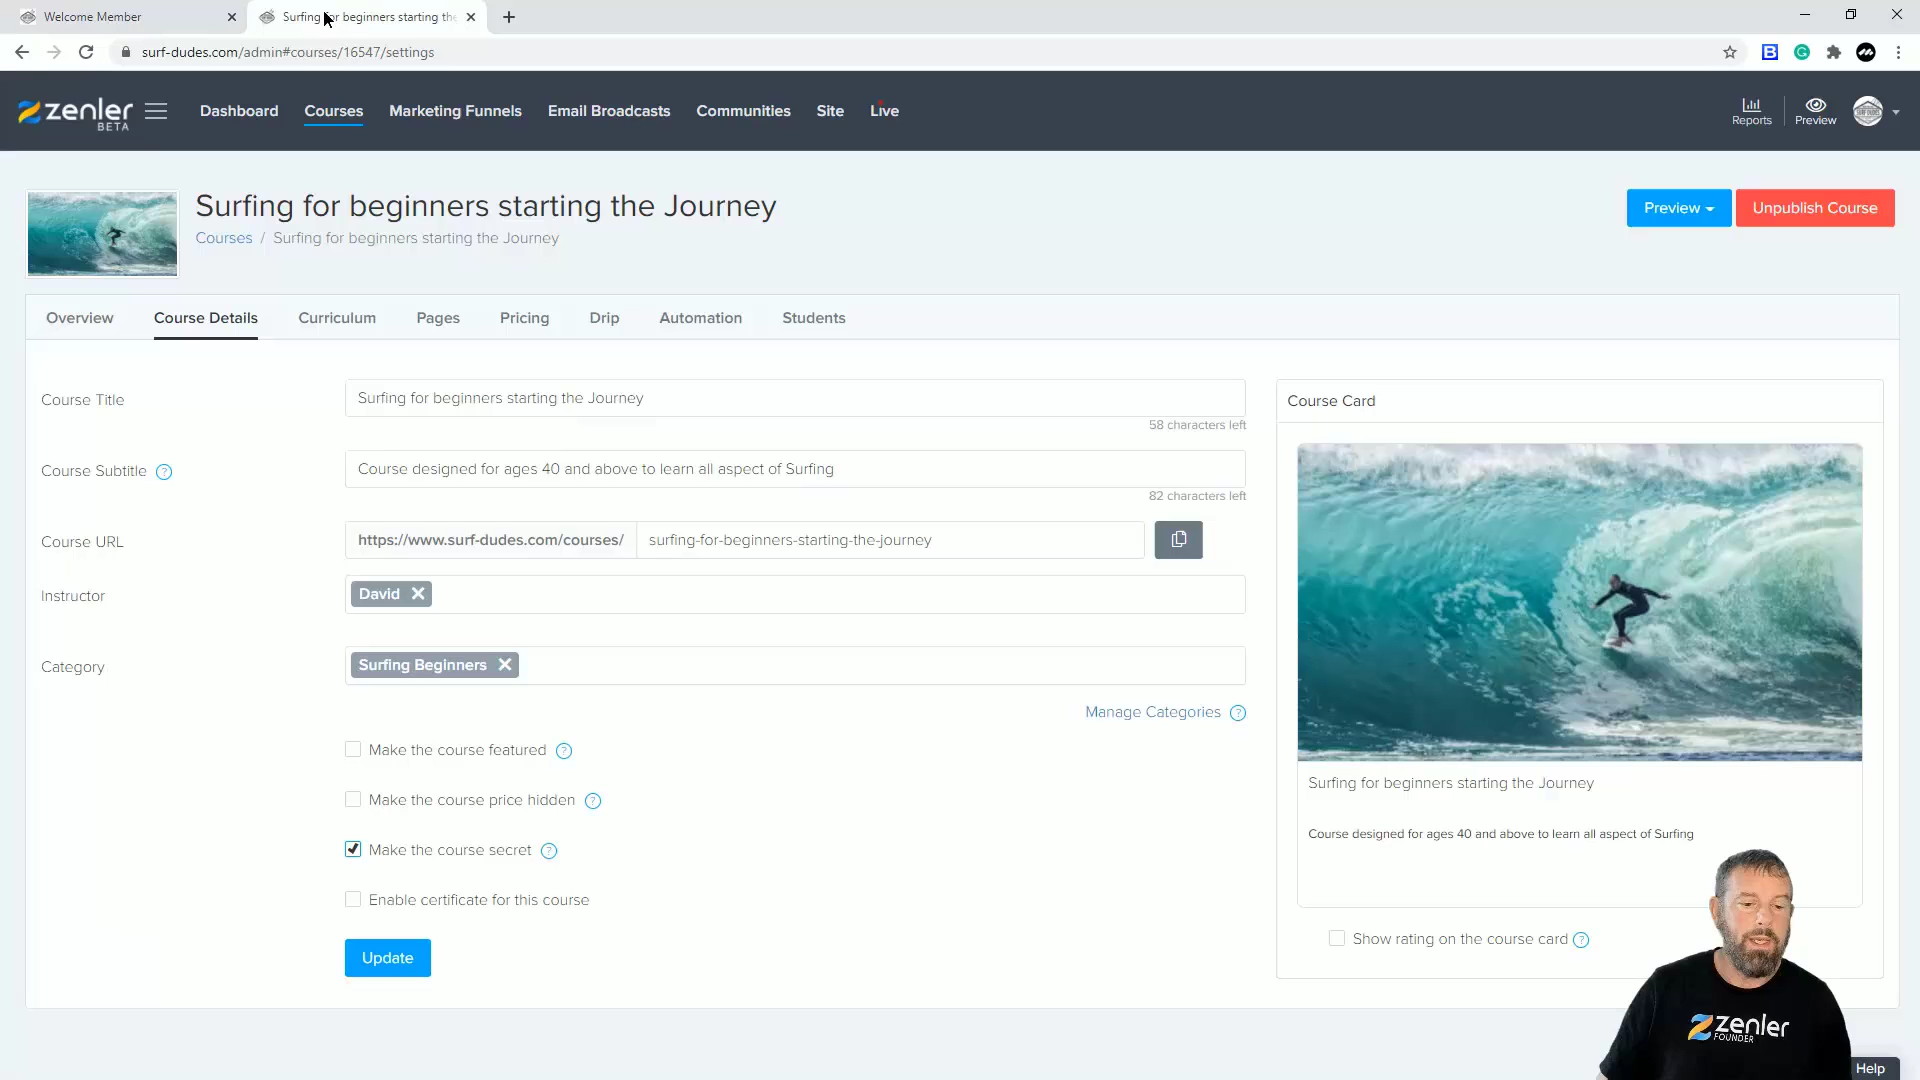 Welcome Member
Surfing for beginners starting the
surf-dudes.com/admin#courses/16547/settings
zenler
BETA
Dashboard
Courses
Marketing Funnels
Email Broadcasts
Communities
Site
Live
Reports
Preview
Surfing for beginners starting the Journey
Courses / Surfing for beginners starting the Journey
Preview
Unpublish Course
Overview
Course Details
Curriculum
Pages
Pricing
Drip
Automation
Students
Course Title
Surfing for beginners starting the Journey
58 characters left
Course Subtitle ?
Course designed for ages 40 and above to learn all aspect of Surfing
82 characters left
Course URL
https://www.surf-dudes.com/courses/
surfing-for-beginners-starting-the-journey
Instructor
David
Category
Surfing Beginners
Manage Categories ?
Make the course featured ?
Make the course price hidden ?
Make the course secret ?
Enable certificate for this course
Update
Course Card
Surfing for beginners starting the Journey
Course designed for ages 40 and above to learn all aspect of Surfing
Show rating on the course card ?
zenler
FOUNDER
Help